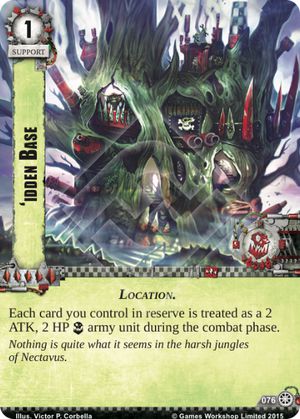 1
SUPPORT
'IDDEN BASE
LOCATION.
Each card you control in reserve is treated as a 2
ATK, 2 HP army unit during the combat phase.
Nothing is quite what it seems in the harsh jungles
of Nectavus.
076
Illus. Victor P. Corbella
© Games Workshop Limited 2015